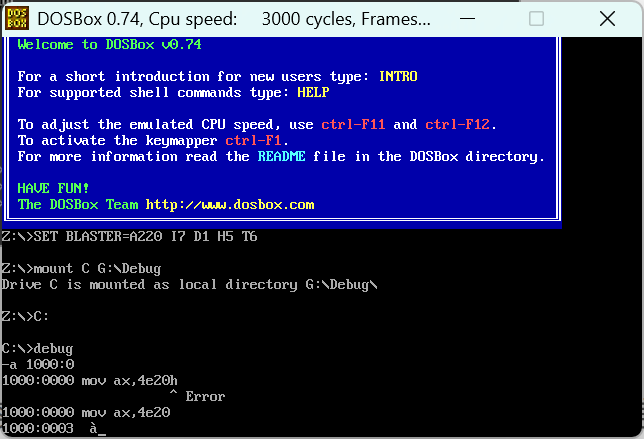 DOSBox 0.74, Cpu speed: 3000 cycles, Frames...
Welcome to DOSBox v0.74
For a short introduction for new users type: INTRO
For supported shell commands type: HELP
To adjust the emulated CPU speed, use ctrl-F11 and ctrl-F12.
To activate the keymapper ctrl-F1.
For more information read the README file in the DOSBox directory.
HAVE FUN!
The DOSBox Team http://www.dosbox.com
Z:\>SET BLASTER=A220 I7 D1 H5 T6
Z:\>mount C G:\Debug
Drive C is mounted as local directory G:\Debug\
Z:\>C:
C:\>debug
-a 1000:0
1000:0000 mov ax,4e20h
^ Error
1000:0000 mov ax,4e20
1000:0003 à_